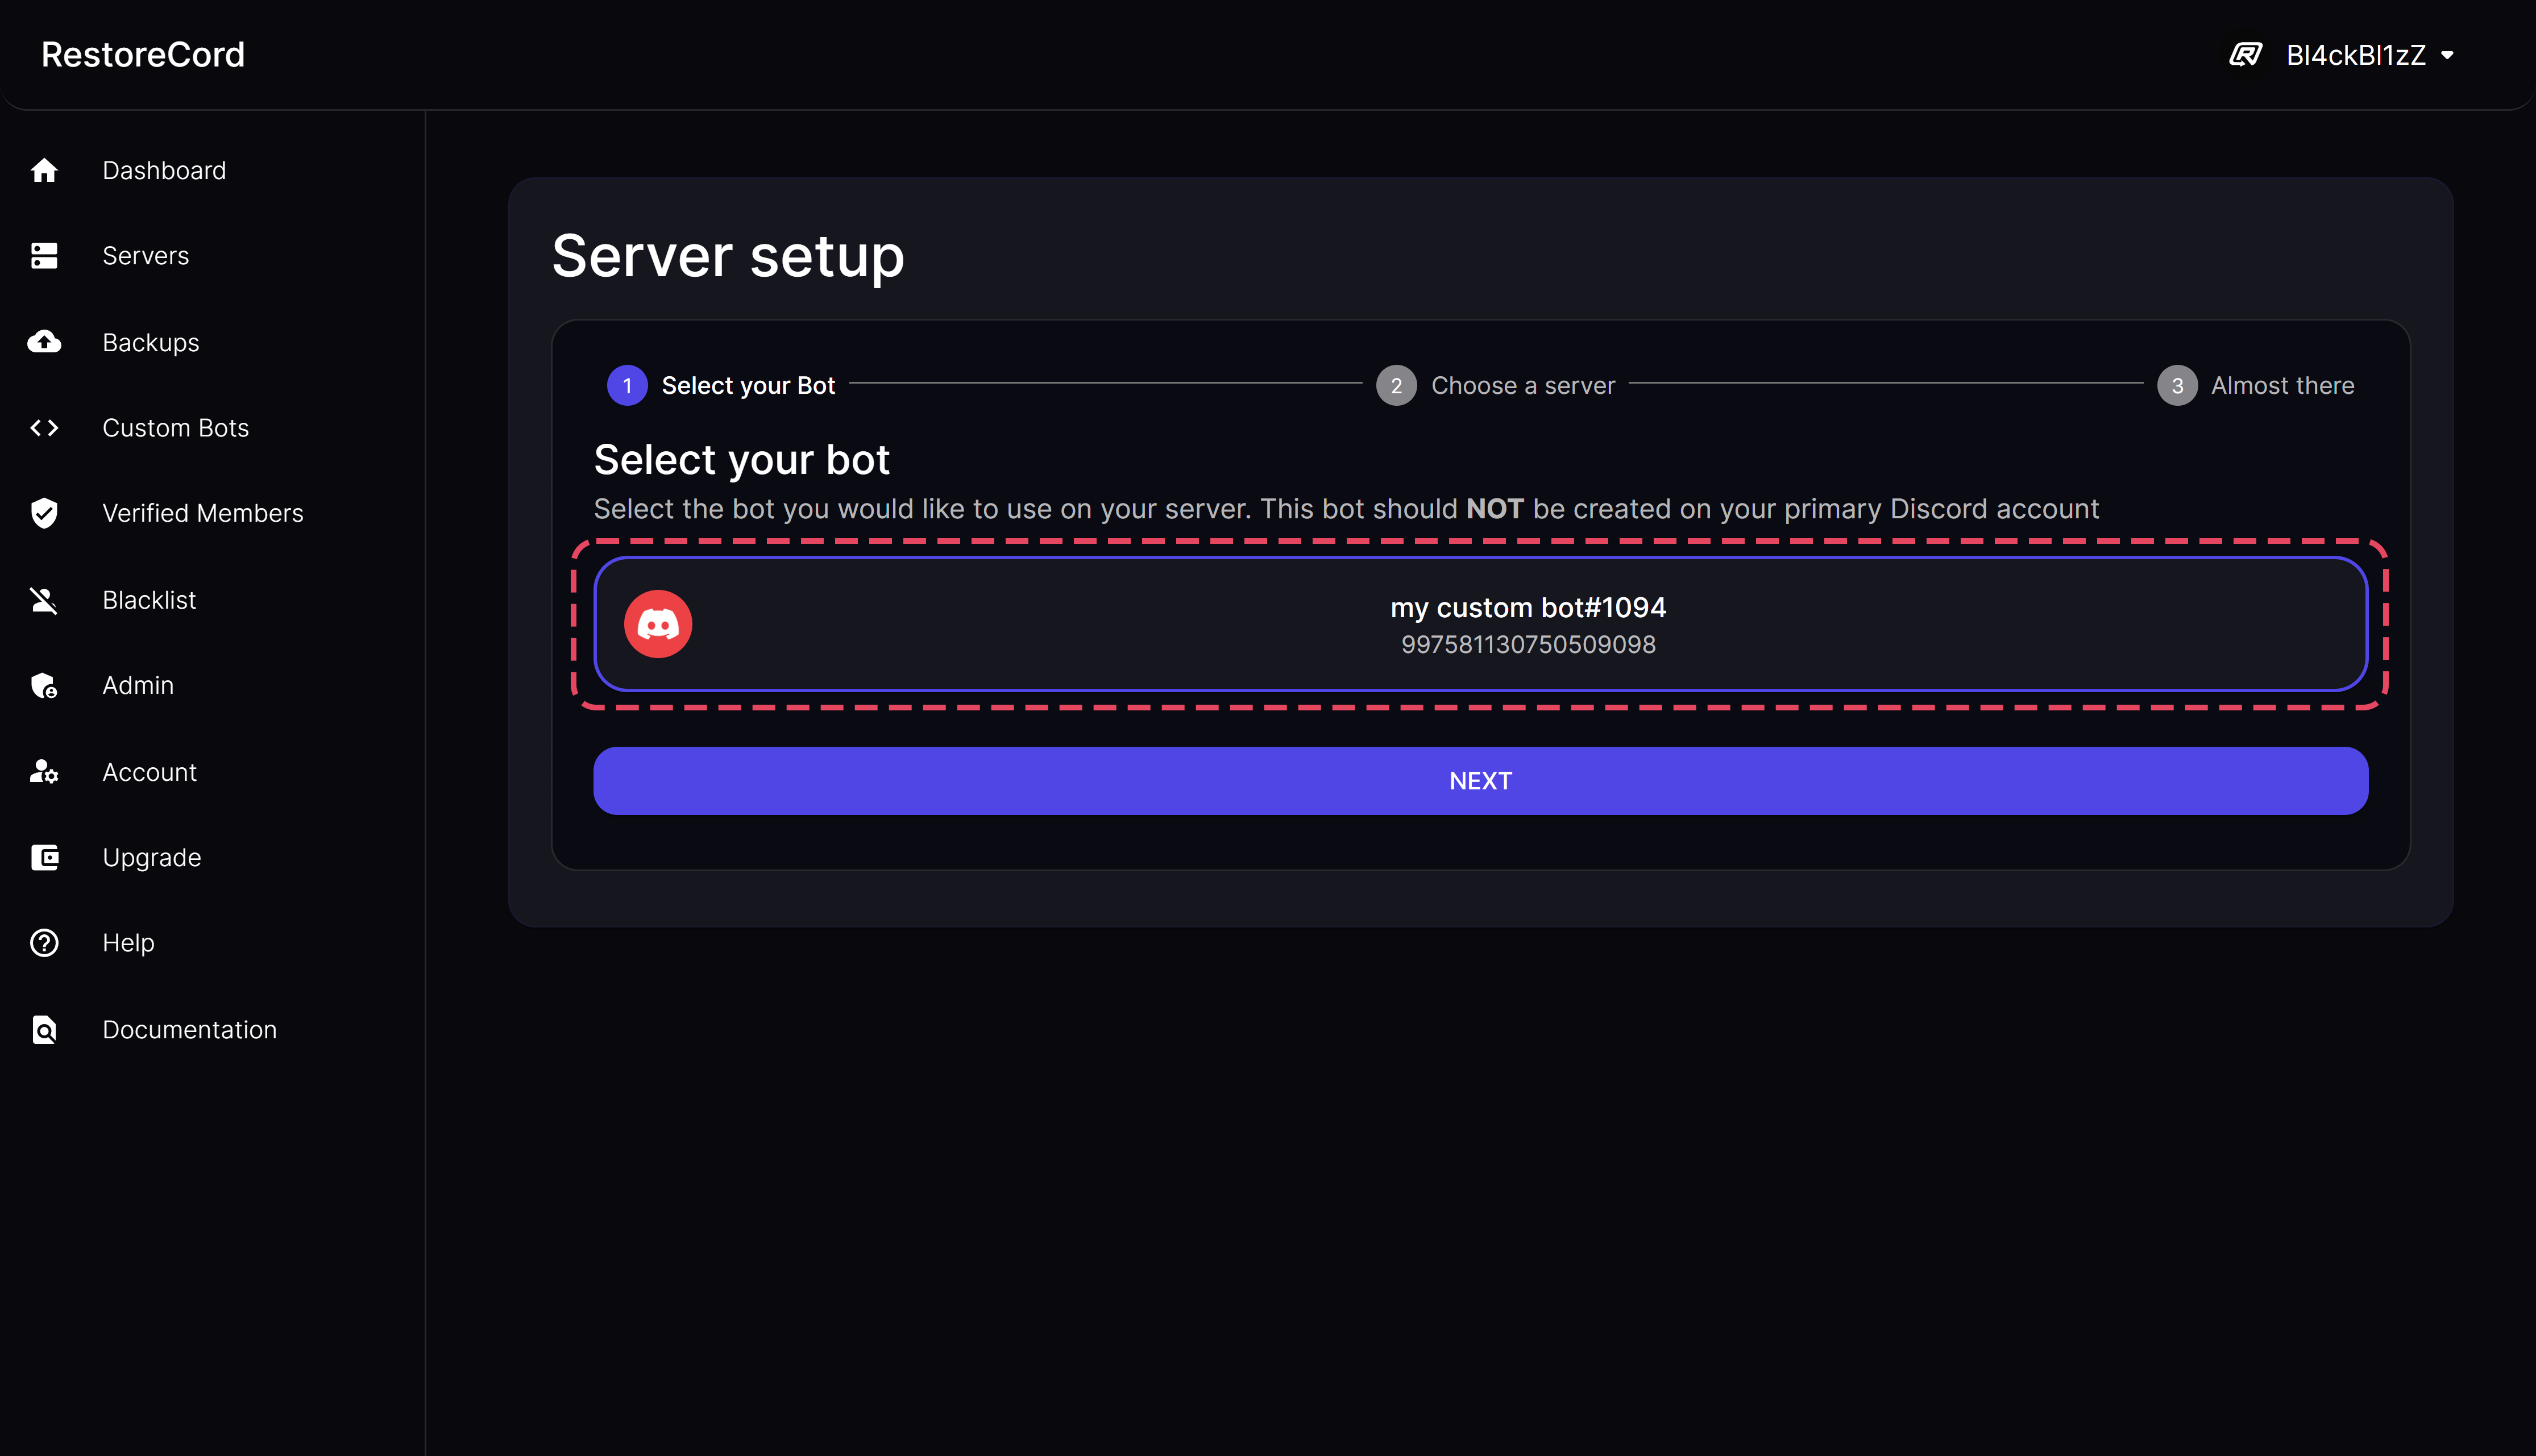 RestoreCord
Bl4ckBl1zZ
Dashboard
Servers
Backups
Custom Bots
Verified Members
Blacklist
Admin
Account
Upgrade
Help
Documentation
Server setup
1 Select your Bot
2 Choose a server
3 Almost there
Select your bot
Select the bot you would like to use on your server. This bot should NOT be created on your primary Discord account
my custom bot#1094
997581130750509098
NEXT